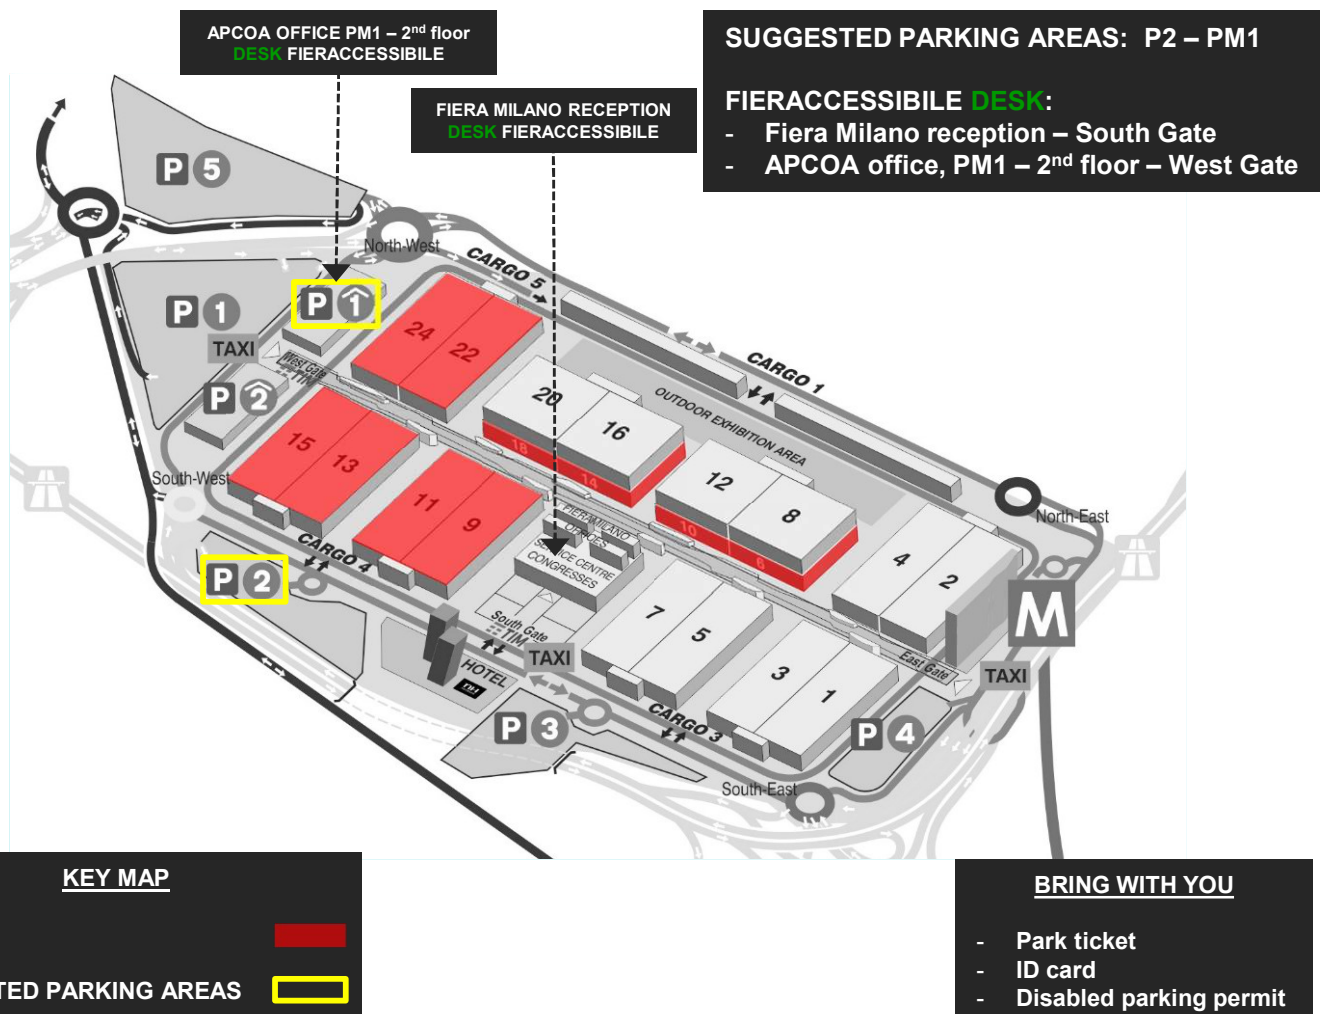 APCOA OFFICE PM1 – 2nd floor
DESK FIERACCESSIBILE
FIERA MILANO RECEPTION
DESK FIERACCESSIBILE
SUGGESTED PARKING AREAS: P2 – PM1
FIERACCESSIBILE DESK:
- Fiera Milano reception – South Gate
- APCOA office, PM1 – 2nd floor – West Gate
P 5
North-West
CARGO 5
P 1
P 1
TAXI
West Gate
TIM
P 2
24
22
CARGO 1
OUTDOOR EXHIBITION AREA
20
16
18
14
15
13
12
8
10
6
South-West
11
9
North-East
FIERAMILANO
OFFICES
SERVICE CENTRE
CONGRESSES
4
2
CARGO 4
P 2
M
7
5
South Gate
TIM
TAXI
East Gate
TAXI
HOTEL
nH
3
1
P 3
CARGO 3
P 4
South-East
KEY MAP
TED PARKING AREAS
BRING WITH YOU
- Park ticket
- ID card
- Disabled parking permit